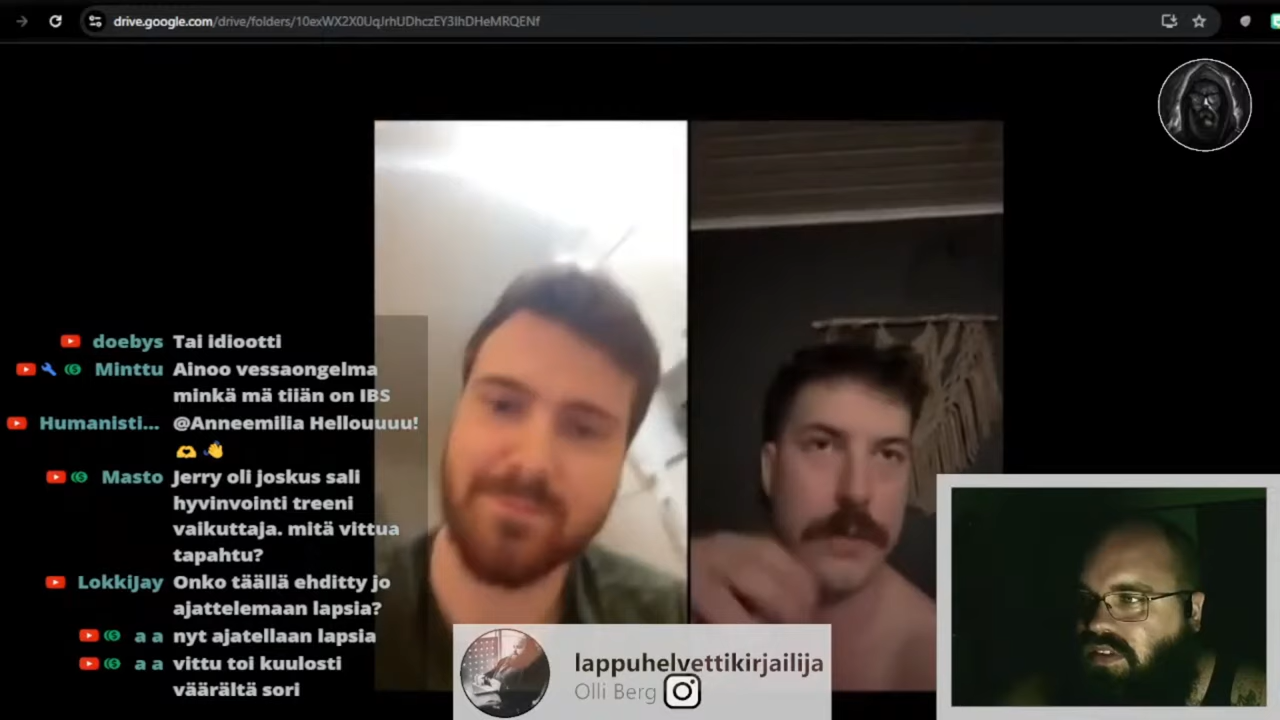 drive.google.com/drive/folders/10exWX2X0UqJrhUDhczEY3IhDHeMRQENf
doebys Tai idiootti
Minttu Ainoo vessaongelma
minkä mä tiiän on IBS
Humanisti... @Anneemilia Hellouuuu!
🫶 👋
Masto Jerry oli joskus sali
hyvinvointi treeni
vaikuttaja. mitä vittua
tapahtu?
LokkiJay Onko täällä ehditty jo
ajattelemaan lapsia?
a a nyt ajatellaan lapsia
a a vittu toi kuulosti
väärältä sori
lappuhelvettikirjailija
Olli Berg